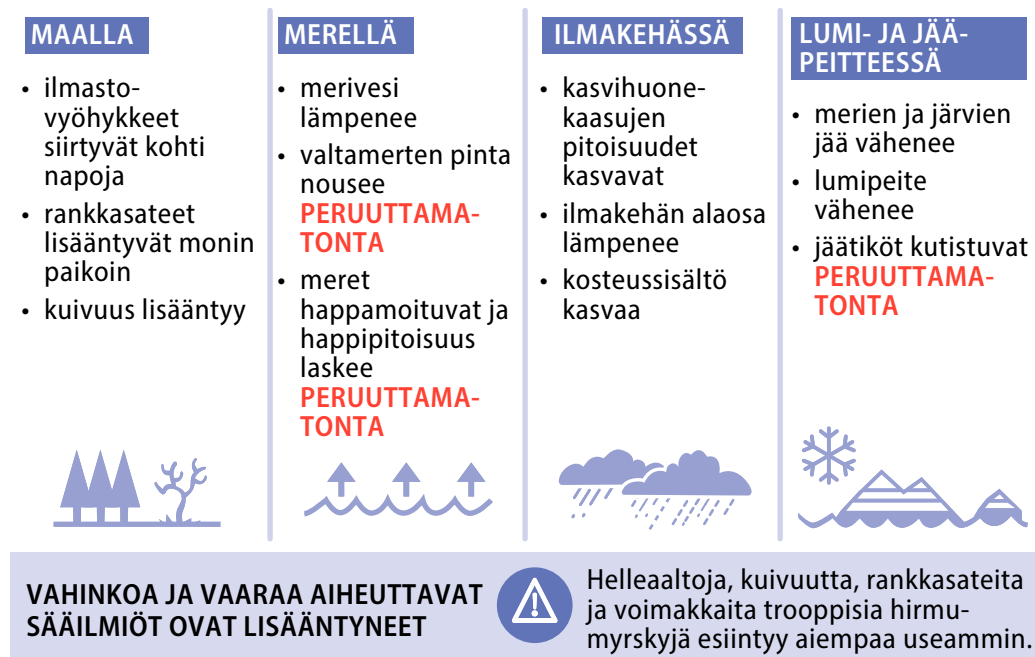 MAALLA
• ilmasto-
vyöhykkeet
siirtyvät kohti
napoja
• rankkasateet
lisääntyvät monin
paikoin
• kuivuus lisääntyy
MERELLÄ
• merivesi
lämpenee
• valtamerten pinta
nousee
PERUUTTAMA-
TONTA
• meret
happamoituvat ja
happipitoisuus
laskee
PERUUTTAMA-
TONTA
ILMAKEHÄSSÄ
• kasvihuone-
kaasujen
pitoisuudet
kasvavat
• ilmakehän alaosa
lämpenee
• kosteussisältö
kasvaa
LUMI- JA JÄÄ-
PEITTEESSÄ
• merien ja järvien
jää vähenee
• lumipeite
vähenee
• jäätiköt kutistuvat
PERUUTTAMA-
TONTA
VAHINKOA JA VAARAA AIHEUTTAVAT
SÄÄILMIÖT OVAT LISÄÄNTYNEET
Helleaaltoja, kuivuutta, rankkasateita
ja voimakkaita trooppisia hirmu-
myrskyjä esiintyy aiempaa useammin.